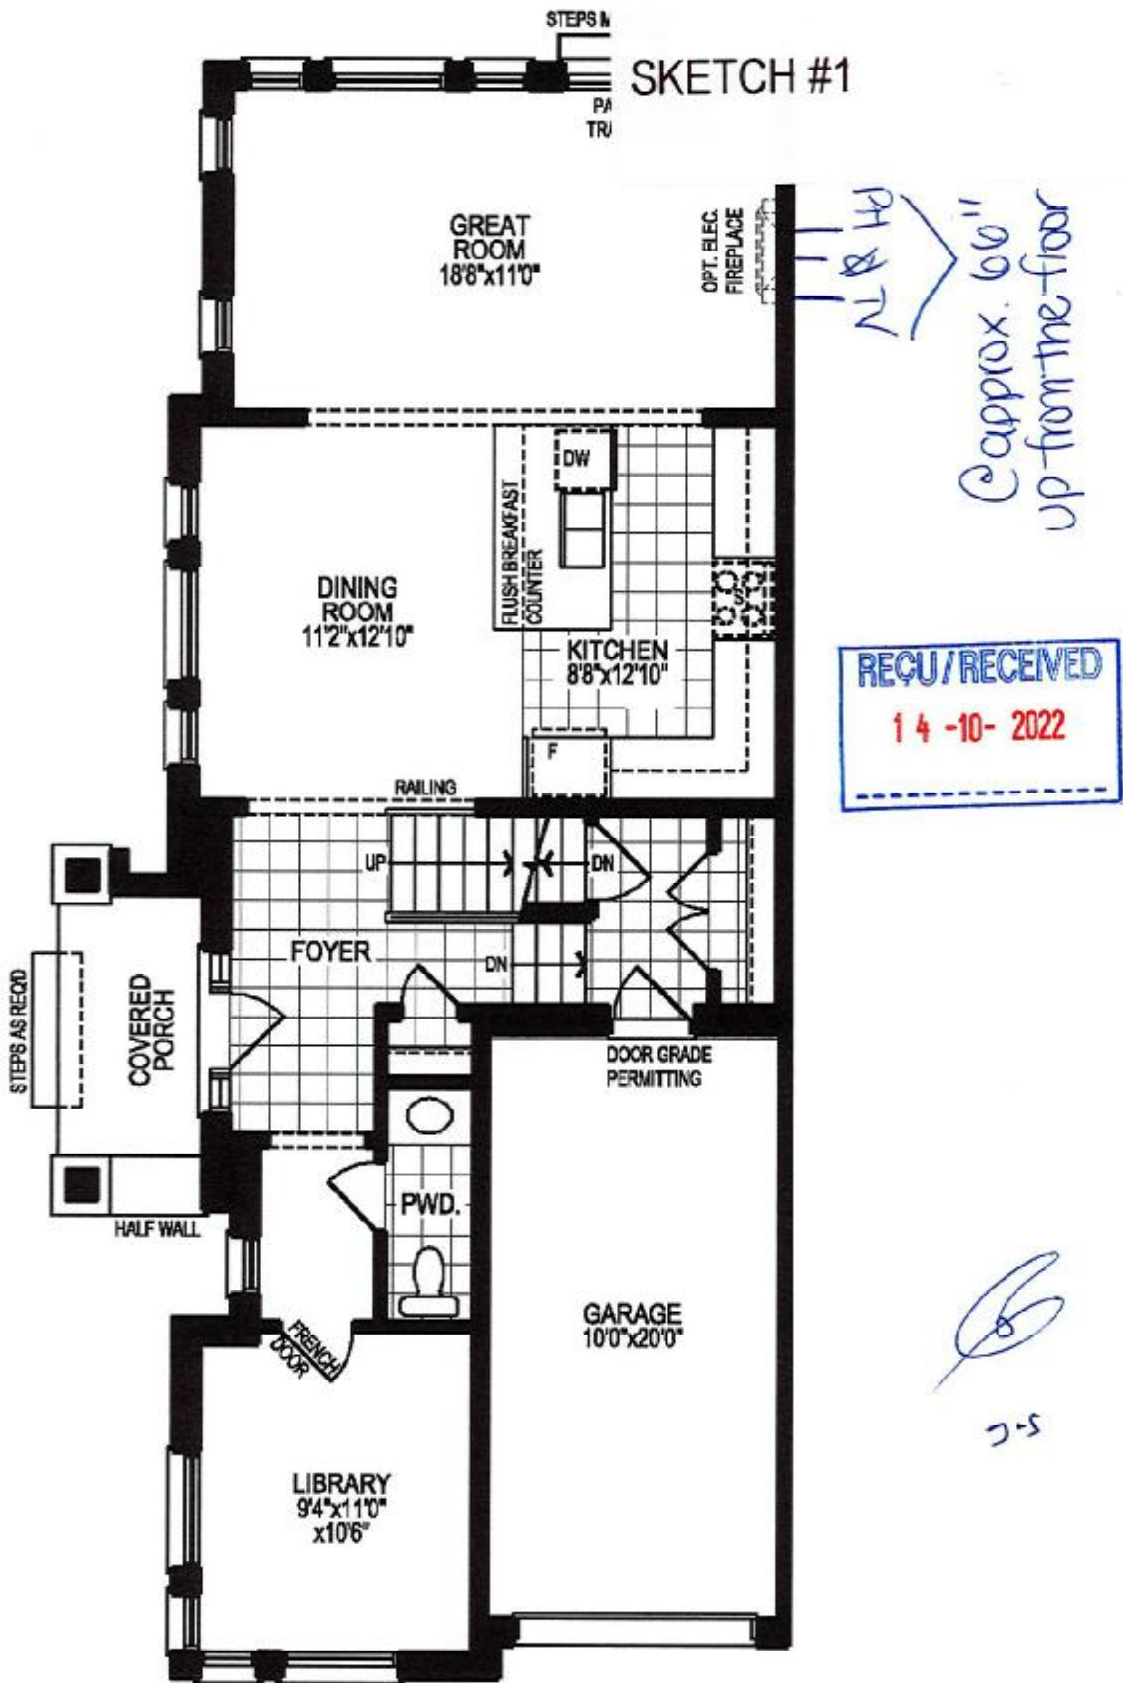 STEPS M
SKETCH #1
PA
TRA
GREAT
ROOM
18'8"x11'0"
OPT. ELEC.
FIREPLACE
@ approx. 66"
up from the floor
DW
FLUSH BREAKFAST
COUNTER
DINING
ROOM
11'2"x12'10"
S
KITCHEN
8'8"x12'10"
REÇU/RECEIVED
14 -10- 2022
F
RAILING
UP
DN
FOYER
DN
STEPS AS REQ'D
COVERED
PORCH
DOOR GRADE
PERMITTING
PWD.
HALF WALL
FRENCH
DOOR
GARAGE
10'0"x20'0"
J-S
LIBRARY
9'4"x11'0"
x10'6"